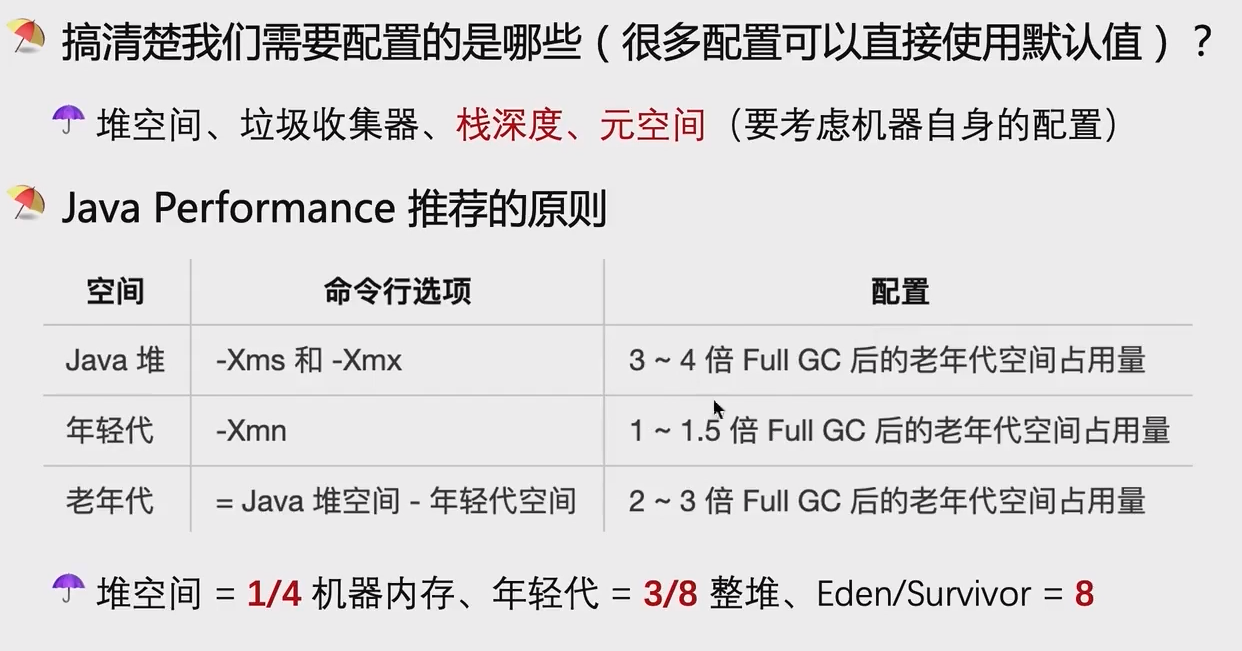 搞清楚我们需要配置的是哪些（很多配置可以直接使用默认值）？
堆空间、垃圾收集器、栈深度、元空间（要考虑机器自身的配置）
Java Performance 推荐的原则
空间 命令行选项 配置
Java 堆 -Xms 和 -Xmx 3 ~ 4 倍 Full GC 后的老年代空间占用量
年轻代 -Xmn 1 ~ 1.5 倍 Full GC 后的老年代空间占用量
老年代 = Java 堆空间 - 年轻代空间 2 ~ 3 倍 Full GC 后的老年代空间占用量
堆空间 = 1/4 机器内存、年轻代 = 3/8 整堆、Eden/Survivor = 8